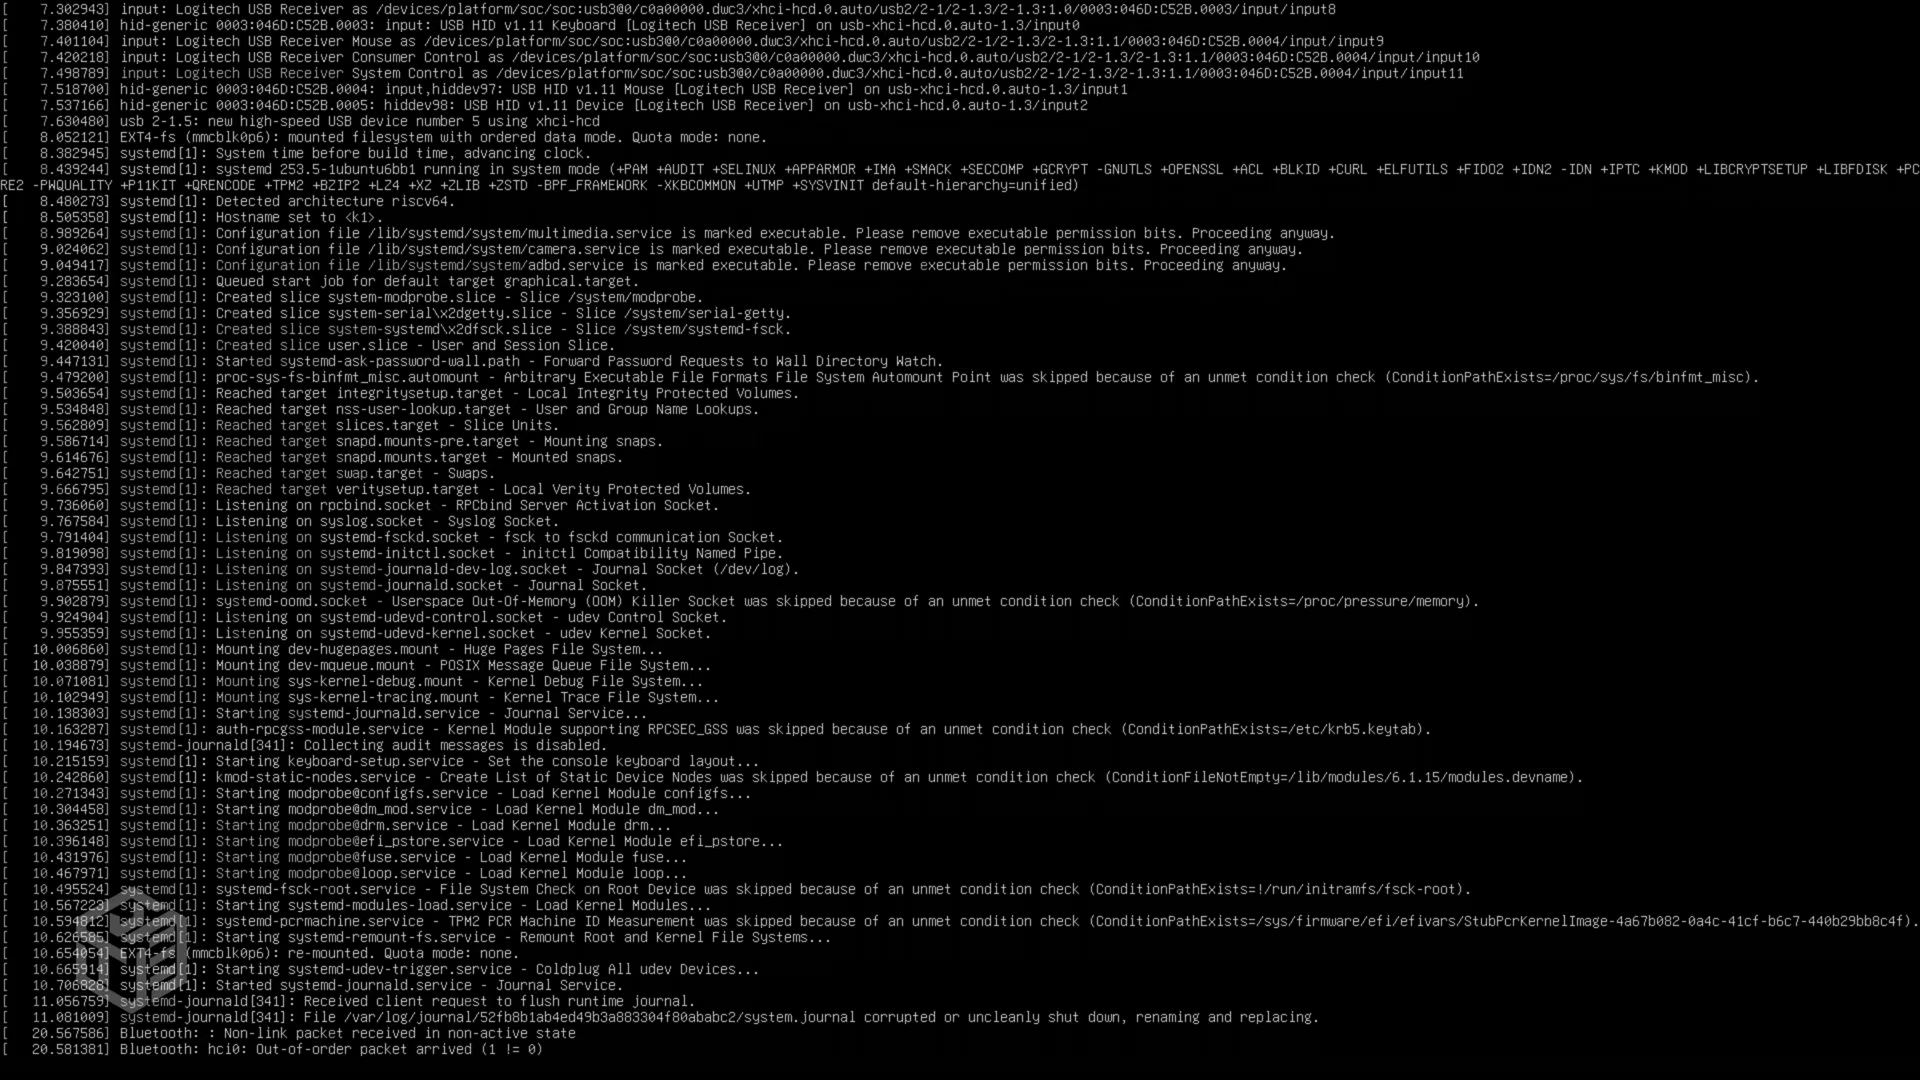 [    7.302943] input: Logitech USB Receiver as /devices/platform/soc/soc:usb3@0/c0a00000.dwc3/xhci-hcd.0.auto/usb2/2-1/2-1.3/2-1.3:1.0/0003:046D:C52B.0003/input/input8
[    7.380410] hid-generic 0003:046D:C52B.0003: input: USB HID v1.11 Keyboard [Logitech USB Receiver] on usb-xhci-hcd.0.auto-1.3/input0
[    7.401104] input: Logitech USB Receiver Mouse as /devices/platform/soc/soc:usb3@0/c0a00000.dwc3/xhci-hcd.0.auto/usb2/2-1/2-1.3/2-1.3:1.1/0003:046D:C52B.0004/input/input9
[    7.420218] input: Logitech USB Receiver Consumer Control as /devices/platform/soc/soc:usb3@0/c0a00000.dwc3/xhci-hcd.0.auto/usb2/2-1/2-1.3/2-1.3:1.1/0003:046D:C52B.0004/input/input10
[    7.498789] input: Logitech USB Receiver System Control as /devices/platform/soc/soc:usb3@0/c0a00000.dwc3/xhci-hcd.0.auto/usb2/2-1/2-1.3/2-1.3:1.1/0003:046D:C52B.0004/input/input11
[    7.518700] hid-generic 0003:046D:C52B.0004: input,hiddev97: USB HID v1.11 Mouse [Logitech USB Receiver] on usb-xhci-hcd.0.auto-1.3/input1
[    7.537166] hid-generic 0003:046D:C52B.0005: hiddev98: USB HID v1.11 Device [Logitech USB Receiver] on usb-xhci-hcd.0.auto-1.3/input2
[    7.630480] usb 2-1.5: new high-speed USB device number 5 using xhci-hcd
[    8.052121] EXT4-fs (mmcblk0p6): mounted filesystem with ordered data mode. Quota mode: none.
[    8.382945] systemd[1]: System time before build time, advancing clock.
[    8.439244] systemd[1]: systemd 253.5-1ubuntu6bb1 running in system mode (+PAM +AUDIT +SELINUX +APPARMOR +IMA +SMACK +SECCOMP +GCRYPT -GNUTLS +OPENSSL +ACL +BLKID +CURL +ELFUTILS +FIDO2 +IDN2 -IDN +IPTC +KMOD +LIBCRYPTSETUP +LIBFDISK +PC
RE2 -PWQUALITY +P11KIT +QRENCODE +TPM2 +BZIP2 +LZ4 +XZ +ZLIB +ZSTD -BPF_FRAMEWORK -XKBCOMMON +UTMP +SYSVINIT default-hierarchy=unified)
[    8.480273] systemd[1]: Detected architecture riscv64.
[    8.505358] systemd[1]: Hostname set to <k1>.
[    8.989264] systemd[1]: Configuration file /lib/systemd/system/multimedia.service is marked executable. Please remove executable permission bits. Proceeding anyway.
[    9.024062] systemd[1]: Configuration file /lib/systemd/system/camera.service is marked executable. Please remove executable permission bits. Proceeding anyway.
[    9.049417] systemd[1]: Configuration file /lib/systemd/system/adbd.service is marked executable. Please remove executable permission bits. Proceeding anyway.
[    9.283654] systemd[1]: Queued start job for default target graphical.target.
[    9.323100] systemd[1]: Created slice system-modprobe.slice - Slice /system/modprobe.
[    9.356929] systemd[1]: Created slice system-serial\x2dgetty.slice - Slice /system/serial-getty.
[    9.388843] systemd[1]: Created slice system-systemd\x2dfsck.slice - Slice /system/systemd-fsck.
[    9.420040] systemd[1]: Created slice user.slice - User and Session Slice.
[    9.447131] systemd[1]: Started systemd-ask-password-wall.path - Forward Password Requests to Wall Directory Watch.
[    9.479200] systemd[1]: proc-sys-fs-binfmt_misc.automount - Arbitrary Executable File Formats File System Automount Point was skipped because of an unmet condition check (ConditionPathExists=/proc/sys/fs/binfmt_misc).
[    9.503654] systemd[1]: Reached target integritysetup.target - Local Integrity Protected Volumes.
[    9.534848] systemd[1]: Reached target nss-user-lookup.target - User and Group Name Lookups.
[    9.562809] systemd[1]: Reached target slices.target - Slice Units.
[    9.586714] systemd[1]: Reached target snapd.mounts-pre.target - Mounting snaps.
[    9.614676] systemd[1]: Reached target snapd.mounts.target - Mounted snaps.
[    9.642751] systemd[1]: Reached target swap.target - Swaps.
[    9.666795] systemd[1]: Reached target veritysetup.target - Local Verity Protected Volumes.
[    9.736060] systemd[1]: Listening on rpcbind.socket - RPCbind Server Activation Socket.
[    9.767584] systemd[1]: Listening on syslog.socket - Syslog Socket.
[    9.791404] systemd[1]: Listening on systemd-fsckd.socket - fsck to fsckd communication Socket.
[    9.819098] systemd[1]: Listening on systemd-initctl.socket - initctl Compatibility Named Pipe.
[    9.847393] systemd[1]: Listening on systemd-journald-dev-log.socket - Journal Socket (/dev/log).
[    9.875551] systemd[1]: Listening on systemd-journald.socket - Journal Socket.
[    9.902879] systemd[1]: systemd-oomd.socket - Userspace Out-Of-Memory (OOM) Killer Socket was skipped because of an unmet condition check (ConditionPathExists=/proc/pressure/memory).
[    9.924904] systemd[1]: Listening on systemd-udevd-control.socket - udev Control Socket.
[    9.955359] systemd[1]: Listening on systemd-udevd-kernel.socket - udev Kernel Socket.
[   10.006860] systemd[1]: Mounting dev-hugepages.mount - Huge Pages File System...
[   10.038879] systemd[1]: Mounting dev-mqueue.mount - POSIX Message Queue File System...
[   10.071081] systemd[1]: Mounting sys-kernel-debug.mount - Kernel Debug File System...
[   10.102949] systemd[1]: Mounting sys-kernel-tracing.mount - Kernel Trace File System...
[   10.138303] systemd[1]: Starting systemd-journald.service - Journal Service...
[   10.163287] systemd[1]: auth-rpcgss-module.service - Kernel Module supporting RPCSEC_GSS was skipped because of an unmet condition check (ConditionPathExists=/etc/krb5.keytab).
[   10.194673] systemd-journald[341]: Collecting audit messages is disabled.
[   10.215159] systemd[1]: Starting keyboard-setup.service - Set the console keyboard layout...
[   10.242860] systemd[1]: kmod-static-nodes.service - Create List of Static Device Nodes was skipped because of an unmet condition check (ConditionFileNotEmpty=/lib/modules/6.1.15/modules.devname).
[   10.271343] systemd[1]: Starting modprobe@configfs.service - Load Kernel Module configfs...
[   10.304458] systemd[1]: Starting modprobe@dm_mod.service - Load Kernel Module dm_mod...
[   10.363251] systemd[1]: Starting modprobe@drm.service - Load Kernel Module drm...
[   10.396148] systemd[1]: Starting modprobe@efi_pstore.service - Load Kernel Module efi_pstore...
[   10.431976] systemd[1]: Starting modprobe@fuse.service - Load Kernel Module fuse...
[   10.467971] systemd[1]: Starting modprobe@loop.service - Load Kernel Module loop...
[   10.495524] systemd[1]: systemd-fsck-root.service - File System Check on Root Device was skipped because of an unmet condition check (ConditionPathExists=!/run/initramfs/fsck-root).
[   10.567223] systemd[1]: Starting systemd-modules-load.service - Load Kernel Modules...
[   10.594812] systemd[1]: systemd-pcrmachine.service - TPM2 PCR Machine ID Measurement was skipped because of an unmet condition check (ConditionPathExists=/sys/firmware/efi/efivars/StubPcrKernelImage-4a67b082-0a4c-41cf-b6c7-440b29bb8c4f).
[   10.626585] systemd[1]: Starting systemd-remount-fs.service - Remount Root and Kernel File Systems...
[   10.654054] EXT4-fs (mmcblk0p6): re-mounted. Quota mode: none.
[   10.665914] systemd[1]: Starting systemd-udev-trigger.service - Coldplug All udev Devices...
[   10.706828] systemd[1]: Started systemd-journald.service - Journal Service.
[   11.056759] systemd-journald[341]: Received client request to flush runtime journal.
[   11.081009] systemd-journald[341]: File /var/log/journal/52fb8b1ab4ed49b3a883304f80ababc2/system.journal corrupted or uncleanly shut down, renaming and replacing.
[   20.567586] Bluetooth: : Non-link packet received in non-active state
[   20.581381] Bluetooth: hci0: Out-of-order packet arrived (1 != 0)